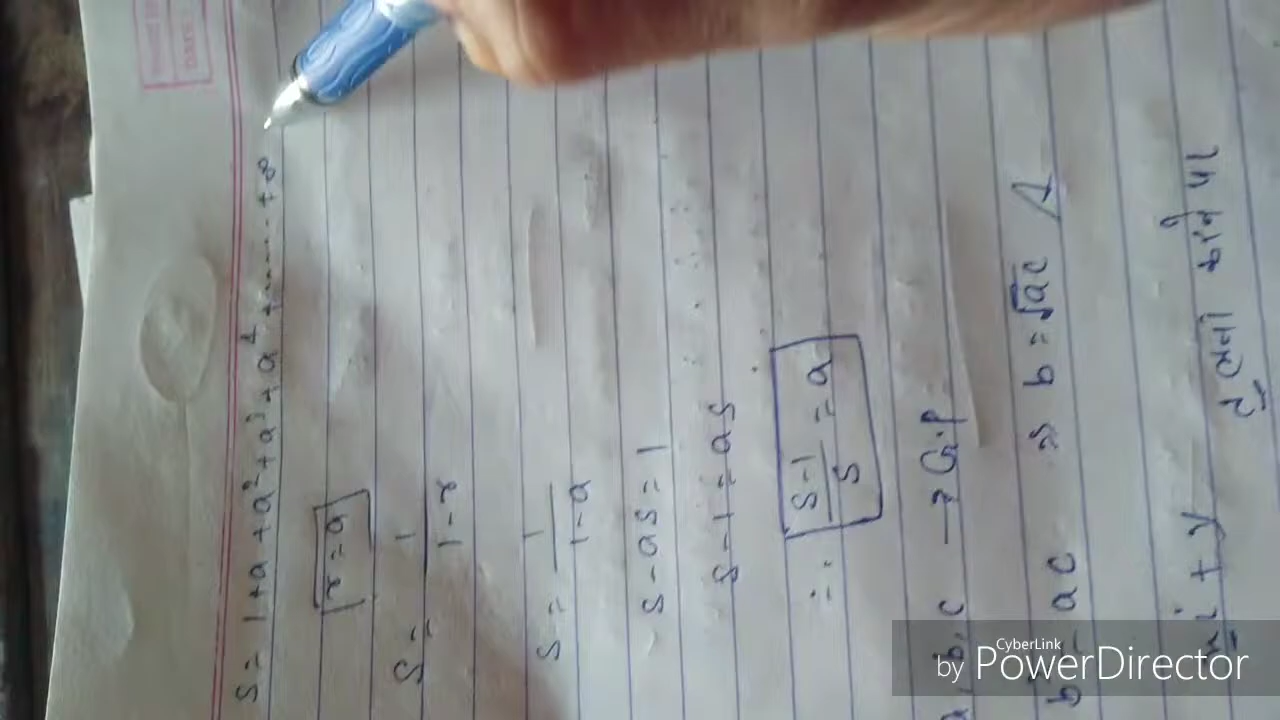 S = 1+a+a²+a³+a⁴+......+∞
r = a
S = 1/1-r
S = 1/1-a
S-as = 1
S-1 = as
∴ S-1/S = a
a, b, c → G.P
b² = ac ⇒ b = √ac
+ y
CyberLink
by PowerDirector